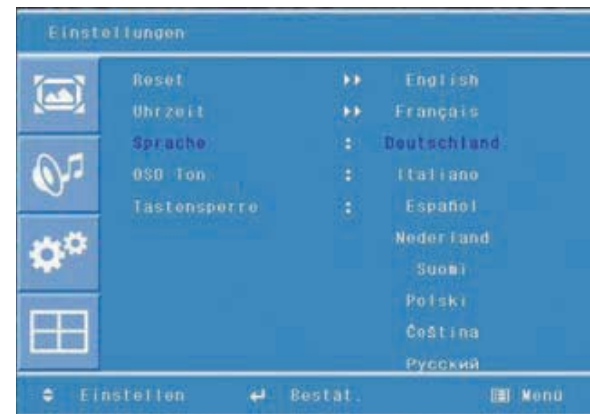 Einstellungen
Reset English
Uhrzeit Français
Sprache : Deutschland
OSD Ton : Italiano
Tastensperre : Español
Nederland
Suomi
Polski
Čeština
Русский
Einstellen Bestät. Menü